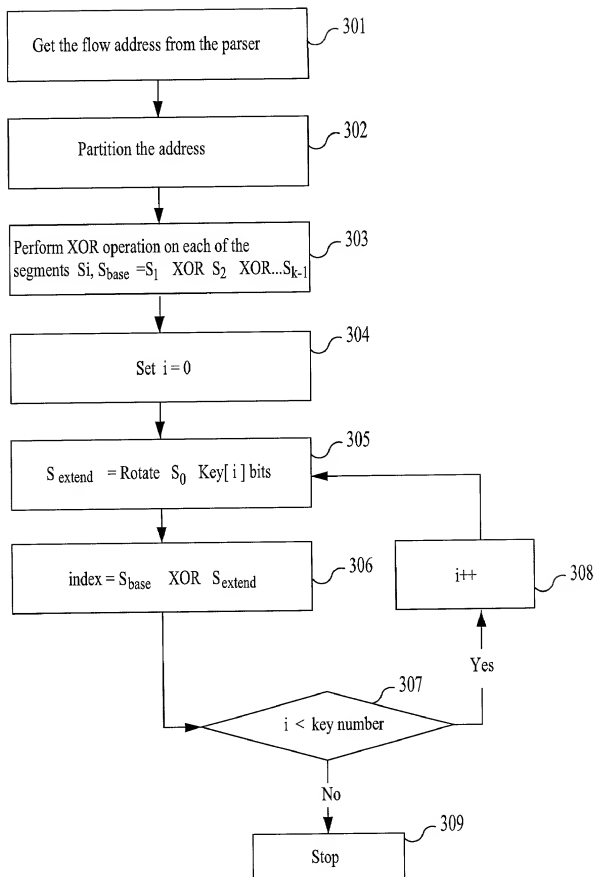 Get the flow address from the parser
301
Partition the address
302
Perform XOR operation on each of the
segments Si, Sbase =S1 XOR S2 XOR...Sk-1
303
Set i = 0
304
S extend = Rotate S0 Key[ i ] bits
305
index = Sbase XOR Sextend
306
i++
308
Yes
i < key number
307
No
Stop
309